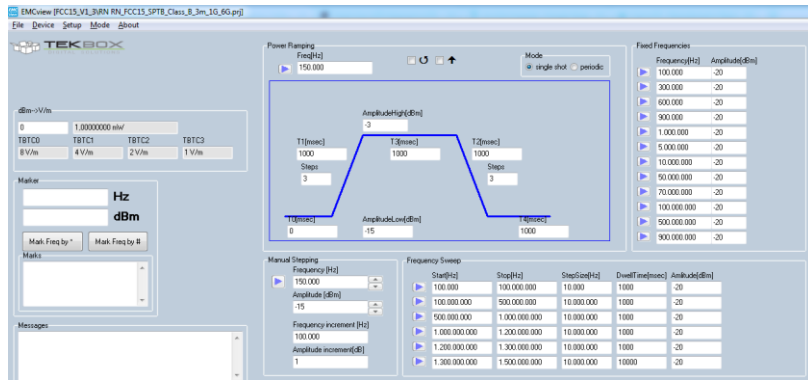 EMCview [FCC15_V1_3\RN RN_FCC15_SPTB_Class_B_3m_1G_6G.prj]
File Device Setup Mode About
TEKBOX
dBm->V/m
0 1,00000000 mW
TBTC0 TBTC1 TBTC2 TBTC3
8 V/m 4 V/m 2 V/m 1 V/m
Marker
Hz
dBm
Mark Freq by * Mark Freq by #
Marks
Messages
Power Ramping
Freq[Hz]
150.000
Mode
single shot periodic
AmplitudeHigh[dBm]
-3
T1[msec] T3[msec] T2[msec]
1000 1000 1000
Steps Steps
3 3
T0[msec] AmplitudeLow[dBm] T4[msec]
0 -15 1000
Fixed Frequencies
Frequency[Hz] Amplitude[dBm]
100.000 -20
300.000 -20
600.000 -20
900.000 -20
1.000.000 -20
5.000.000 -20
10.000.000 -20
50.000.000 -20
70.000.000 -20
100.000.000 -20
500.000.000 -20
900.000.000 -20
Manual Stepping
Frequency [Hz]
150.000
Amplitude [dBm]
-15
Frequency increment [Hz]
100.000
Amplitude increment[dB]
1
Frequency Sweep
Start[Hz] Stop[Hz] StepSize[Hz] DwellTime[msec] Amlitude[dBm]
100.000 100.000.000 10.000 1000 -20
100.000.000 500.000.000 10.000.000 1000 -20
500.000.000 1.000.000.000 10.000.000 1000 -20
1.000.000.000 1.200.000.000 10.000.000 1000 -20
1.200.000.000 1.300.000.000 10.000.000 1000 -20
1.300.000.000 1.500.000.000 10.000.000 10000 -20